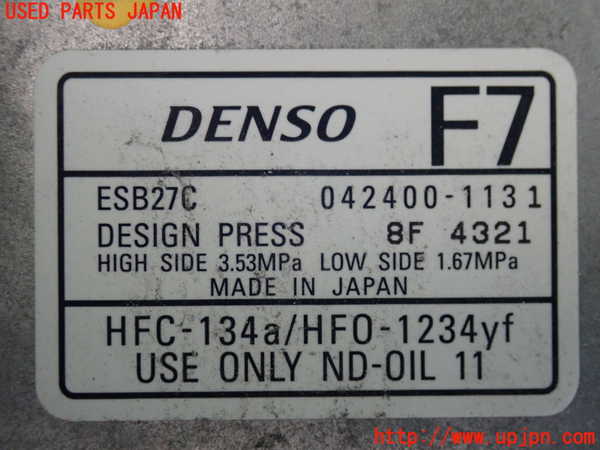 USED PARTS JAPAN
DENSO F7
ESB27C 042400-1131
DESIGN PRESS 8F 4321
HIGH SIDE 3.53MPa LOW SIDE 1.67MPa
MADE IN JAPAN
HFC-134a/HFO-1234yf
USE ONLY ND-OIL 11
http://www.upjpn.com/